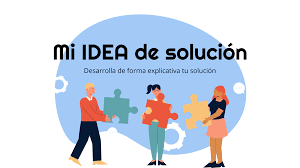 Mi IDEA de solución
Desarrolla de forma explicativa tu solución